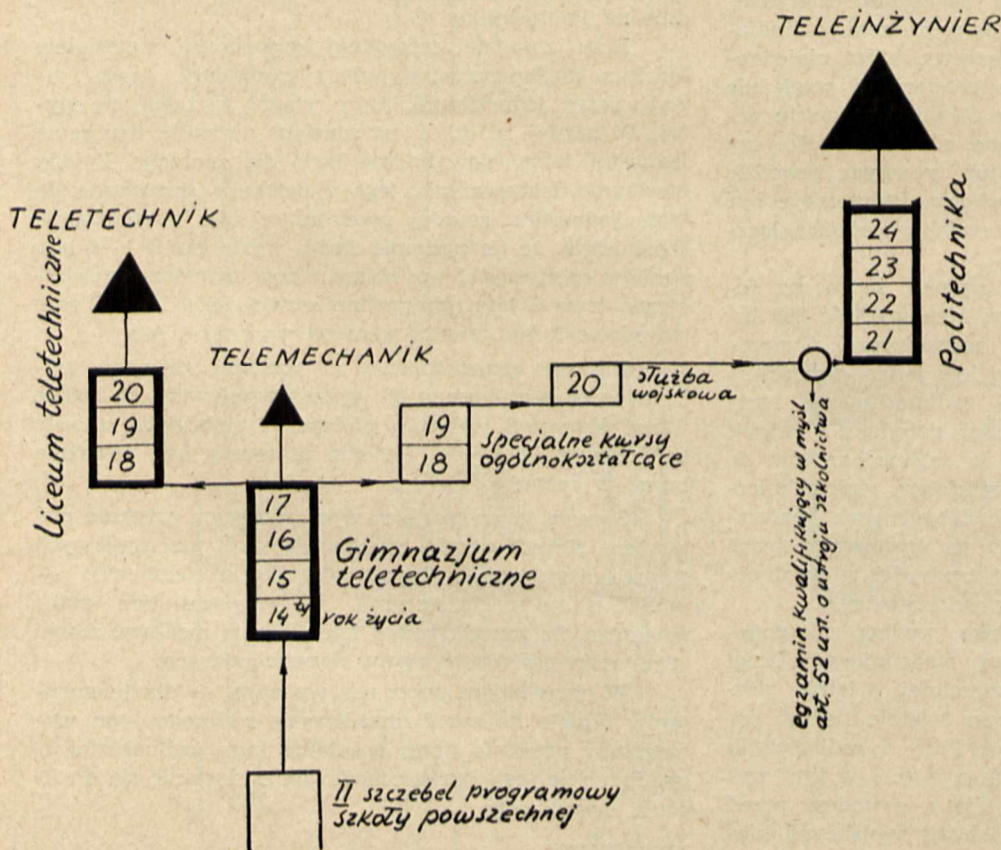 TELEINŻYNIER
Politechnika
24
23
22
21
TELETECHNIK
Liceum teletechniczne
20
19
18
TELEMECHANIK
20
służba
wojskowa
19
18
specjalne kursy
ogólnokształcące
egzamin kwalifikujący w myśl
art. 52 ust. o ustroju szkolnictwa
17
16
15
14ty rok życia
Gimnazjum
teletechniczne
II szczebel programowy
szkoły powszechnej